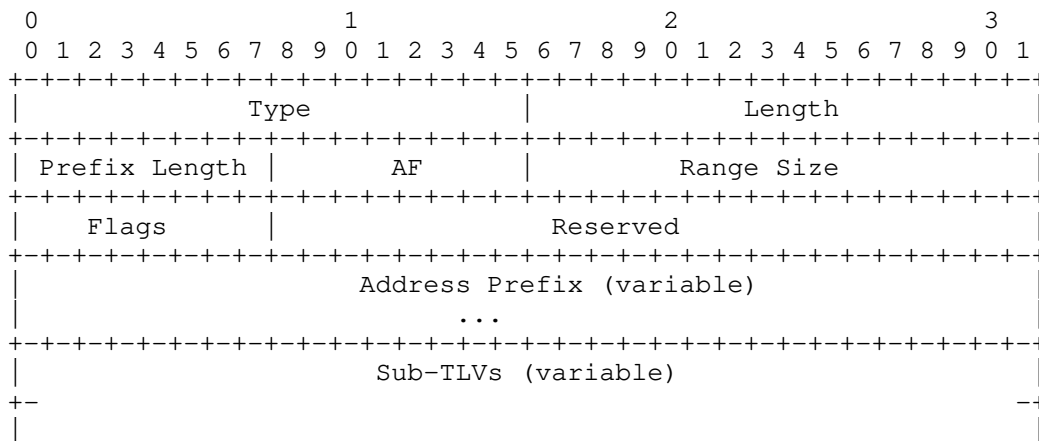 0                   1                   2                   3
 0 1 2 3 4 5 6 7 8 9 0 1 2 3 4 5 6 7 8 9 0 1 2 3 4 5 6 7 8 9 0 1
+-+-+-+-+-+-+-+-+-+-+-+-+-+-+-+-+-+-+-+-+-+-+-+-+-+-+-+-+-+-+-+-+
|             Type              |             Length            |
+-+-+-+-+-+-+-+-+-+-+-+-+-+-+-+-+-+-+-+-+-+-+-+-+-+-+-+-+-+-+-+-+
| Prefix Length |       AF      |         Range Size            |
+-+-+-+-+-+-+-+-+-+-+-+-+-+-+-+-+-+-+-+-+-+-+-+-+-+-+-+-+-+-+-+-+
|    Flags      |                 Reserved                      |
+-+-+-+-+-+-+-+-+-+-+-+-+-+-+-+-+-+-+-+-+-+-+-+-+-+-+-+-+-+-+-+-+
|                     Address Prefix (variable)                 |
|                           ...                                 |
+-+-+-+-+-+-+-+-+-+-+-+-+-+-+-+-+-+-+-+-+-+-+-+-+-+-+-+-+-+-+-+-+
|                      Sub-TLVs (variable)                      |
+-                                                             -+
|                                                               |